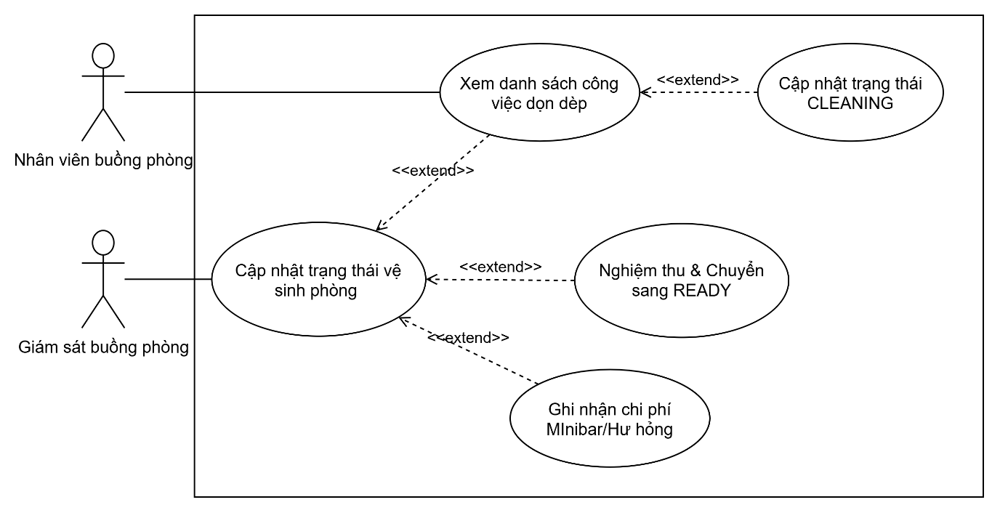 Xem danh sách công
việc dọn dèp
<<extend>>
Cập nhật trạng thái
CLEANING
Nhân viên buồng phòng
<<extend>>
Cập nhật trạng thái vệ
sinh phòng
<<extend>>
Nghiệm thu & Chuyển
sang READY
Giám sát buồng phòng
<<extend>>
Ghi nhận chi phí
MInibar/Hư hỏng